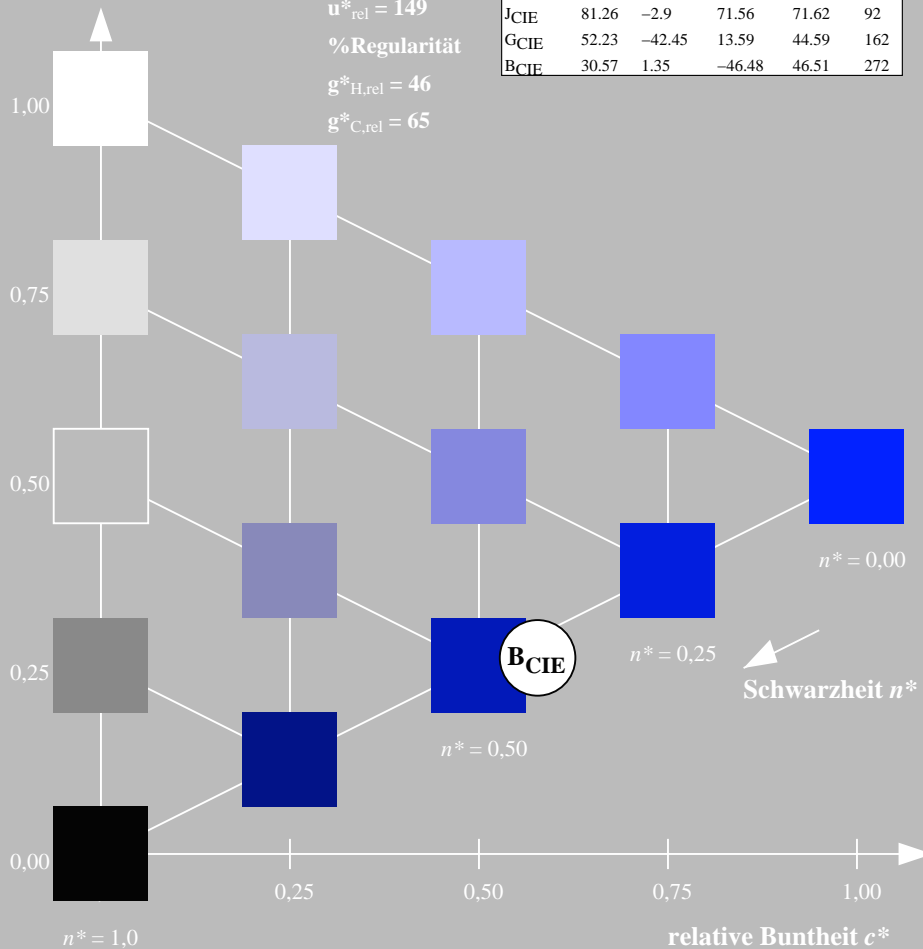 u*rel = 149
%Regularität
g*H,rel = 46
g*C,rel = 65
JCIE 81.26 −2.9 71.56 71.62 92
GCIE 52.23 −42.45 13.59 44.59 162
BCIE 30.57 1.35 −46.48 46.51 272
1,00
0,75
0,50
n* = 0,00
BCIE
n* = 0,25
0,25
Schwarzheit n*
n* = 0,50
0,00
0,25 0,50 0,75 1,00
n* = 1,0
relative Buntheit c*